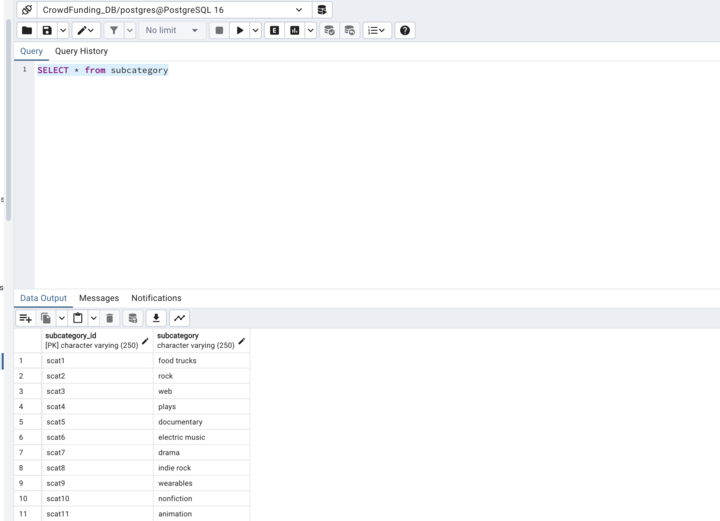 CrowdFunding_DB/postgres@PostgreSQL 16
No limit
E
Query Query History
1 SELECT * from subcategory
s
s
Data Output Messages Notifications
subcategory_id subcategory
[PK] character varying (250) character varying (250)
1 scat1 food trucks
2 scat2 rock
3 scat3 web
4 scat4 plays
5 scat5 documentary
6 scat6 electric music
7 scat7 drama
8 scat8 indie rock
9 scat9 wearables
10 scat10 nonfiction
11 scat11 animation